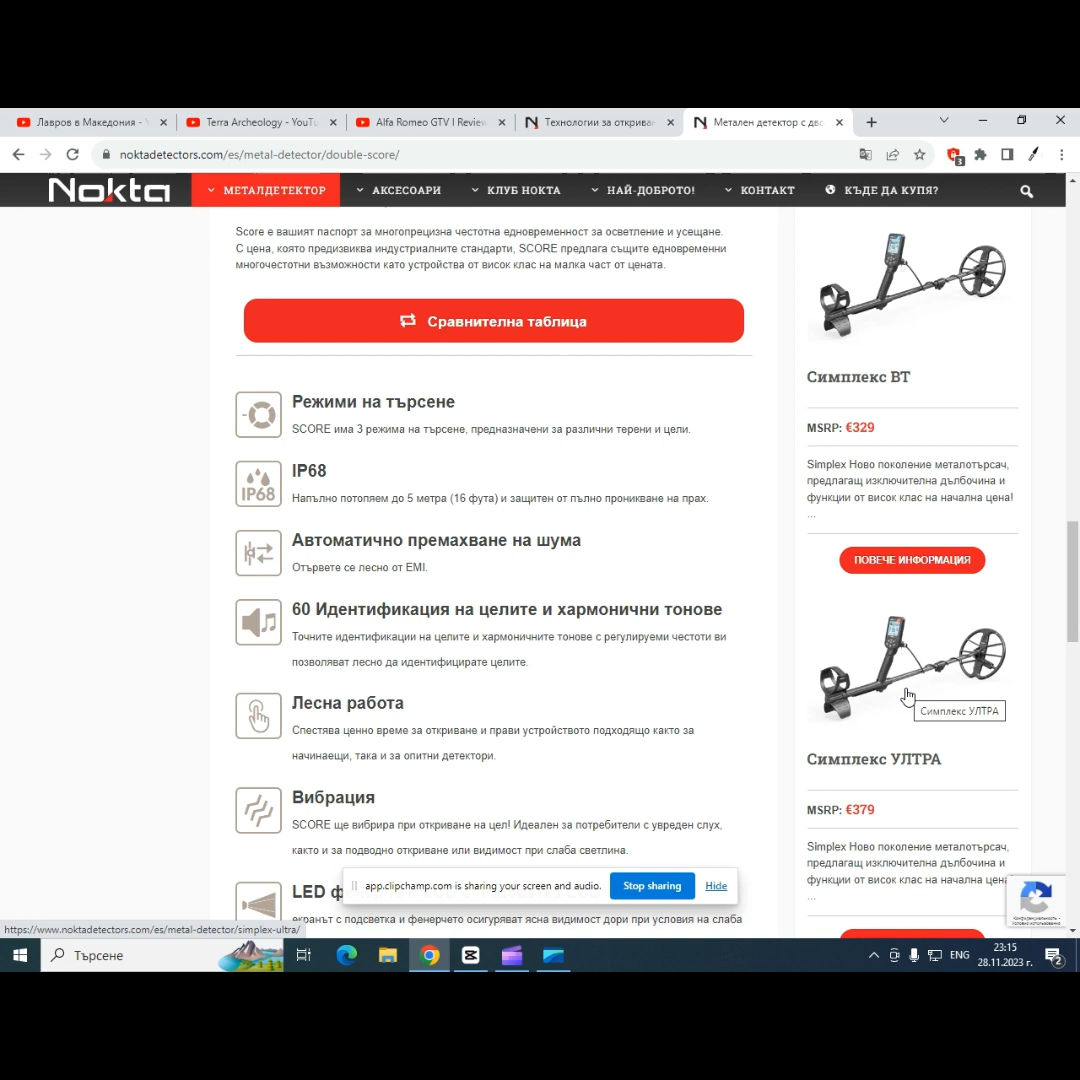 Лавров в Македония -
Terra Archeology - YouTu
Alfa Romeo GTV I Review
Технологии за откриван
Метален детектор с дво
noktadetectors.com/es/metal-detector/double-score/
3
Nokta
МЕТАЛДЕТЕКТОР
АКСЕСОАРИ
КЛУБ НОКТА
НАЙ-ДОБРОТО!
КОНТАКТ
КЪДЕ ДА КУПЯ?
Score е вашият паспорт за многопрецизна честотна едновременност за осветление и усещане.
С цена, която предизвиква индустриалните стандарти, SCORE предлага същите едновременни
многочестотни възможности като устройства от висок клас на малка част от цената.
Сравнителна таблица
Режими на търсене
SCORE има 3 режима на търсене, предназначени за различни терени и цели.
IP68
IP68
Напълно потопяем до 5 метра (16 фута) и защитен от пълно проникване на прах.
Автоматично премахване на шума
Отървете се лесно от EMI.
60 Идентификация на целите и хармонични тонове
Точните идентификации на целите и хармоничните тонове с регулируеми честоти ви
позволяват лесно да идентифицирате целите.
Лесна работа
Спестява ценно време за откриване и прави устройството подходящо както за
начинаещи, така и за опитни детектори.
Вибрация
SCORE ще вибрира при откриване на цел! Идеален за потребители с увреден слух,
както и за подводно откриване или видимост при слаба светлина.
LED ф
екранът с подсветка и фенерчето осигуряват ясна видимост дори при условия на слаба
Симплекс BT
MSRP: €329
Simplex Ново поколение металотърсач,
предлагащ изключителна дълбочина и
функции от висок клас на начална цена!
...
ПОВЕЧЕ ИНФОРМАЦИЯ
Симплекс УЛТРА
Симплекс УЛТРА
MSRP: €379
Simplex Ново поколение металотърсач,
предлагащ изключителна дълбочина и
функции от висок клас на начална цена
...
app.clipchamp.com is sharing your screen and audio.
Stop sharing
Hide
https://www.noktadetectors.com/es/metal-detector/simplex-ultra/
Търсене
ENG
23:15
28.11.2023 г.
2